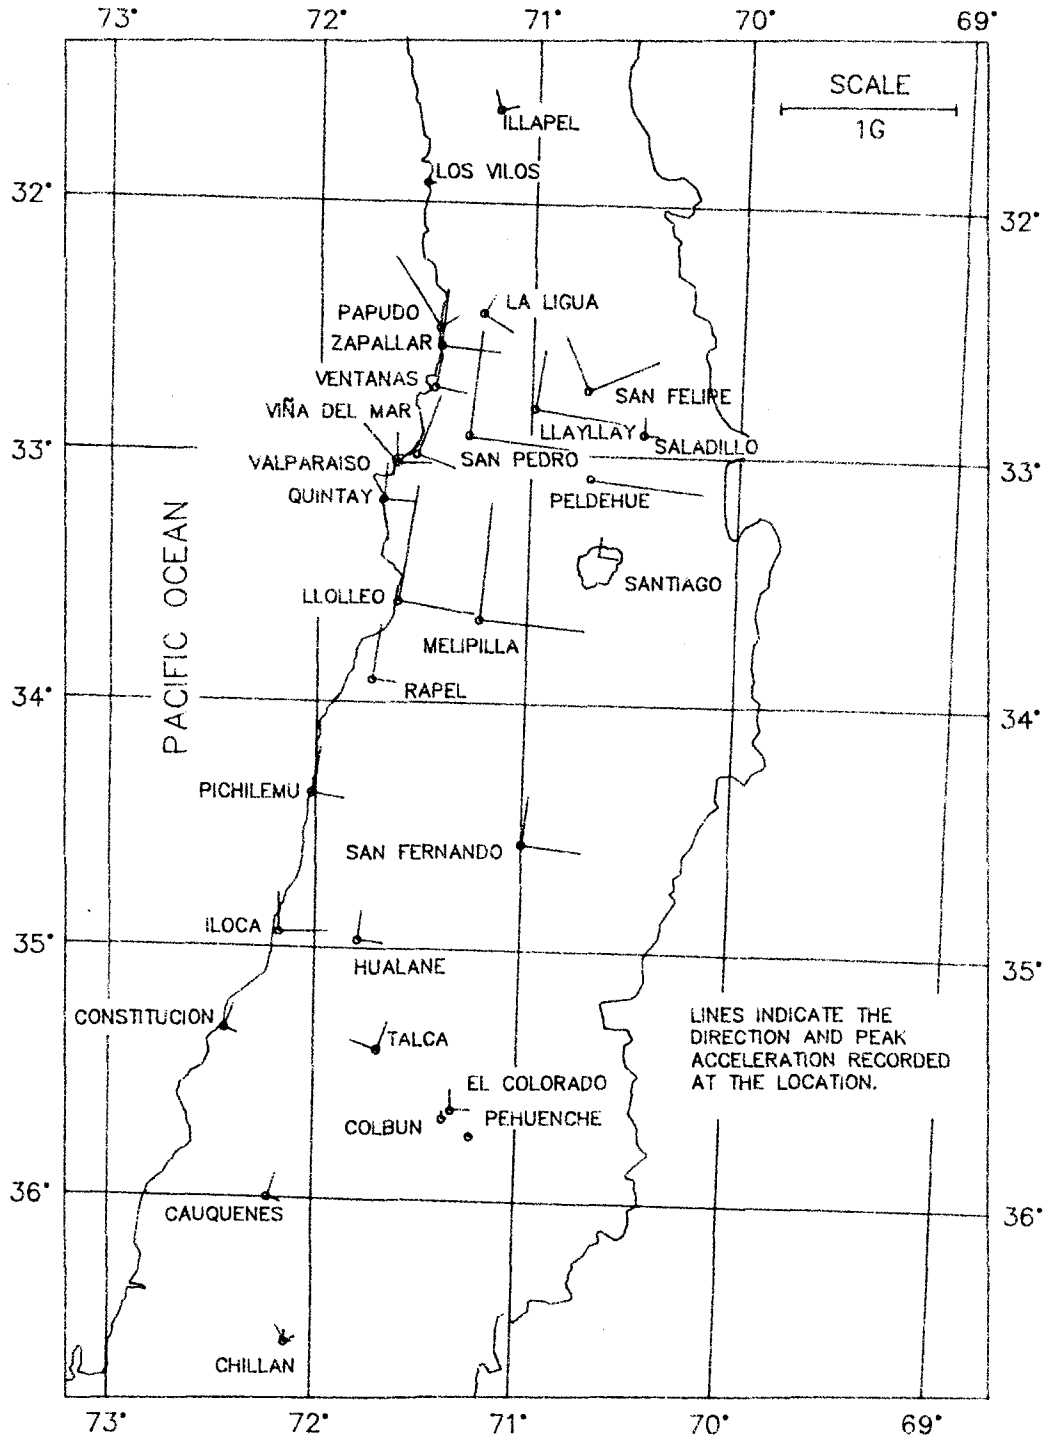 73° 72° 71° 70° 69°
SCALE
1G
ILLAPEL
LOS VILOS
32°
32°
LA LIGUA
PAPUDO
ZAPALLAR
VENTANAS
SAN FELIPE
VIÑA DEL MAR
LLAYLLAY
SALADILLO
VALPARAISO
SAN PEDRO
33°
33°
QUINTAY
PELDEHUE
PACIFIC OCEAN
SANTIAGO
LLOLLEO
MELIPILLA
RAPEL
34°
34°
PICHILEMU
SAN FERNANDO
ILOCA
35°
HUALANE
35°
CONSTITUCION
LINES INDICATE THE
DIRECTION AND PEAK
ACCELERATION RECORDED
AT THE LOCATION.
TALCA
EL COLORADO
COLBUN
PEHUENCHE
36°
CAUQUENES
36°
CHILLAN
73° 72° 71° 70° 69°